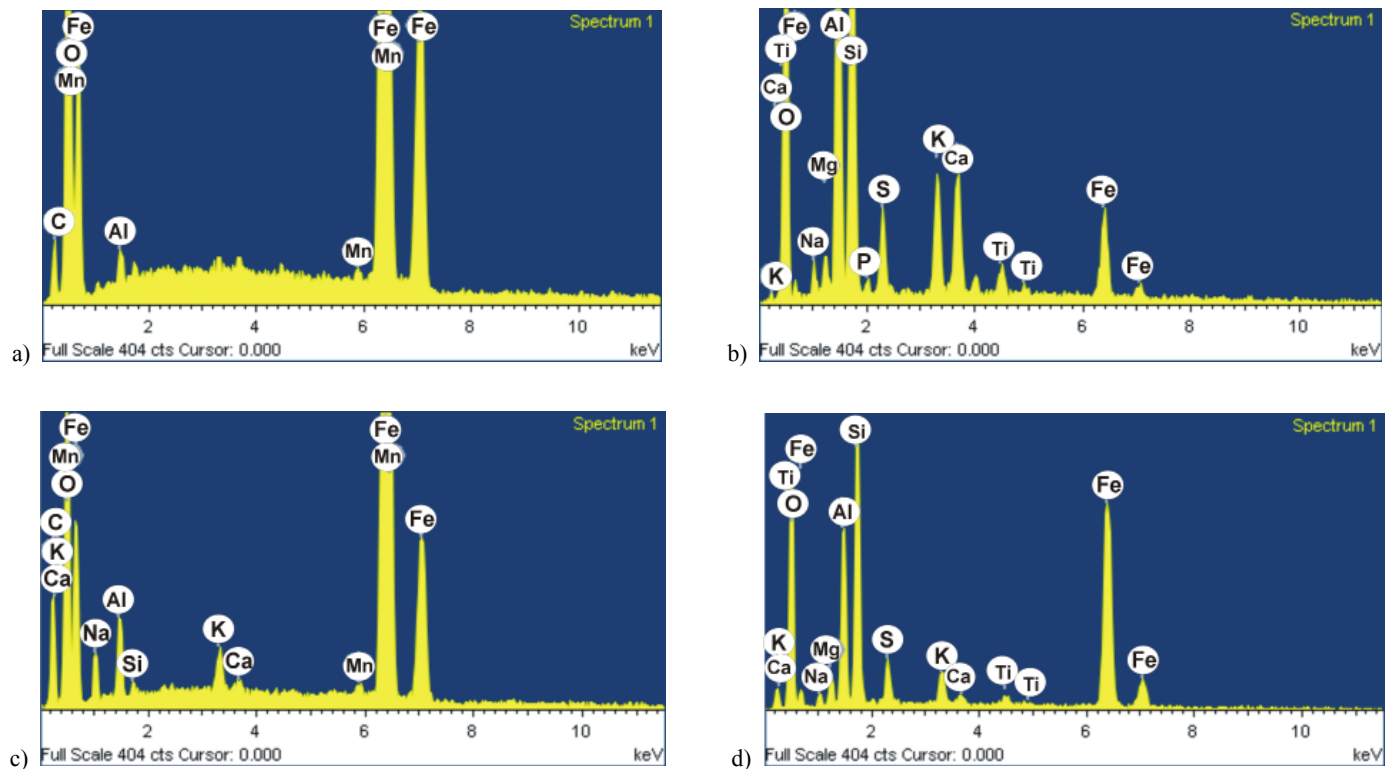 Spectrum 1
Fe Fe Fe
O Mn
Mn
C Al Mn
2 4 6 8 10
a) Full Scale 404 cts Cursor: 0.000 keV
Spectrum 1
Fe Al
Ti Si
Ca
O K Ca
Mg
S Fe
Na P Ti Ti Fe
K
2 4 6 8 10
b) Full Scale 404 cts Cursor: 0.000 keV
Spectrum 1
Fe Fe
Mn Mn
O
C Fe
K
Ca Al
Na Si K Ca Mn
2 4 6 8 10
c) Full Scale 404 cts Cursor: 0.000 keV
Spectrum 1
Fe Si
Ti Fe
O Al
K Mg S K
Ca Na Ca Ti Ti Fe
2 4 6 8 10
d) Full Scale 404 cts Cursor: 0.000 keV